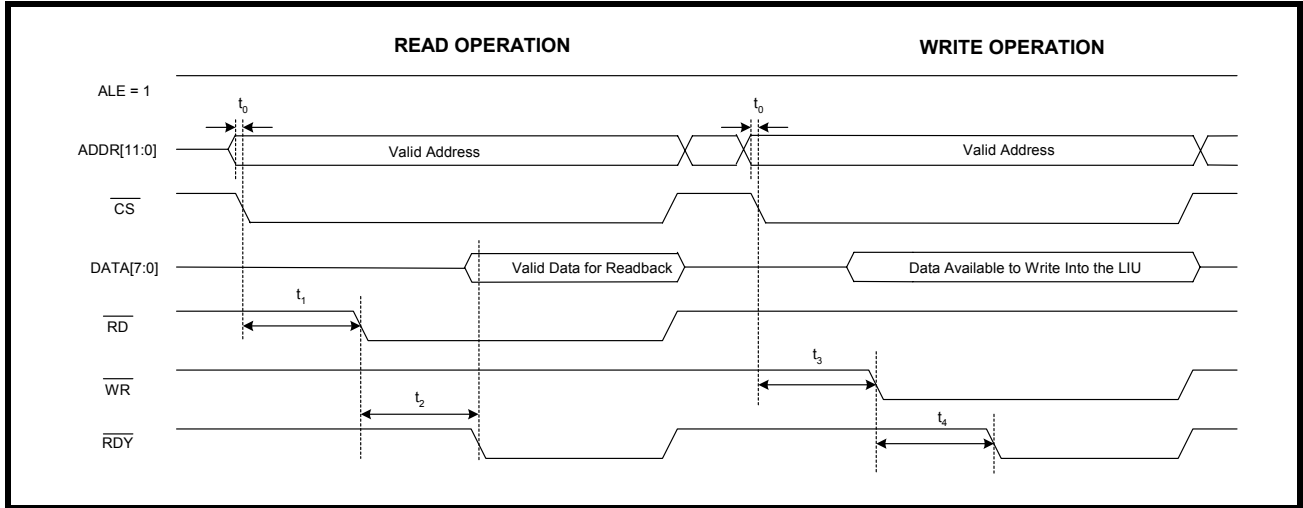 READ OPERATION WRITE OPERATION
ALE = 1
t0 t0
ADDR[11:0] Valid Address Valid Address
CS
DATA[7:0] Valid Data for Readback Data Available to Write Into the LIU
t1
RD
t3
WR
t2 t4
RDY